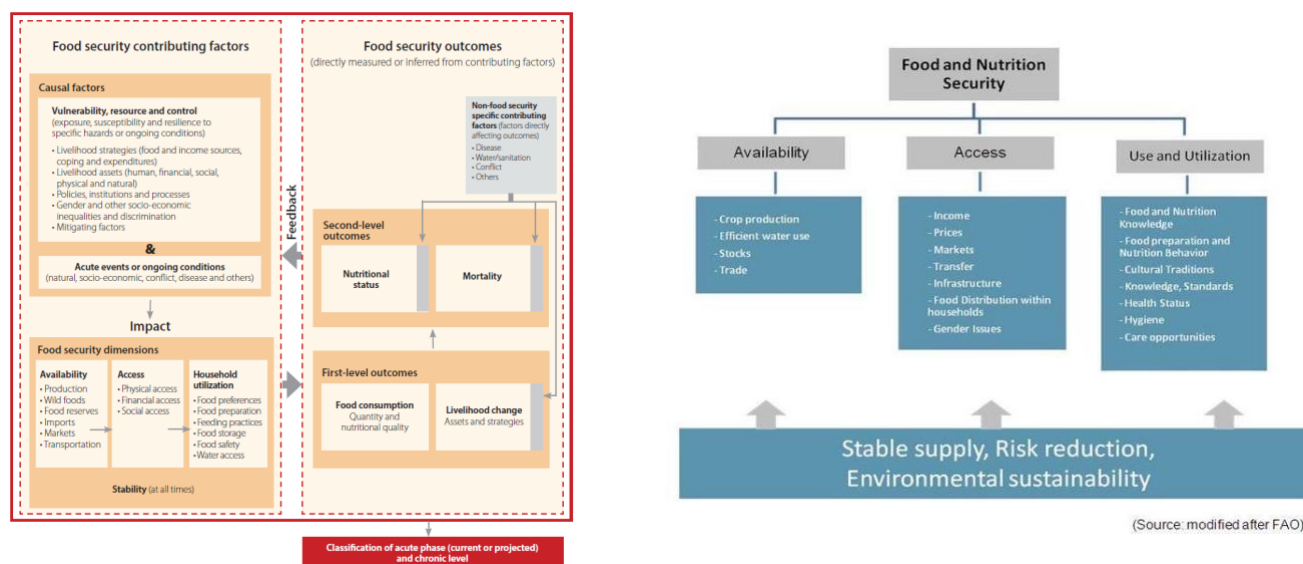 Food security contributing factors
Causal factors
Vulnerability, resource and control
(exposure, susceptibility and resilience to
specific hazards or ongoing conditions)
• Livelihood strategies (food and income sources,
coping and expenditures)
• Livelihood assets (human, financial, social,
physical and natural)
• Policies, institutions and processes
• Gender and other socio-economic
inequalities and discrimination
• Mitigating factors
&
Acute events or ongoing conditions
(natural, socio-economic, conflict, disease and others)
Impact
Food security dimensions
Availability
• Production
• Wild foods
• Food reserves
• Imports
• Markets
• Transportation
Access
• Physical access
• Financial access
• Social access
Household
utilization
• Food preferences
• Food preparation
• Feeding practices
• Food storage
• Food safety
• Water access
Stability (at all times)
Feedback
Food security outcomes
(directly measured or inferred from contributing factors)
Non-food security
specific contributing
factors (factors directly
affecting outcomes)
• Disease
• Water/sanitation
• Conflict
• Others
Second-level
outcomes
Nutritional
status
Mortality
First-level outcomes
Food consumption
Quantity and
nutritional quality
Livelihood change
Assets and strategies
Classification of acute phase (current or projected)
and chronic level
Food and Nutrition
Security
Availability
- Crop production
- Efficient water use
- Stocks
- Trade
Access
- Income
- Prices
- Markets
- Transfer
- Infrastructure
- Food Distribution within
households
- Gender Issues
Use and Utilization
- Food and Nutrition
Knowledge
- Food preparation and
Nutrition Behavior
- Cultural Traditions
- Knowledge, Standards
- Health Status
- Hygiene
- Care opportunities
Stable supply, Risk reduction,
Environmental sustainability
(Source: modified after FAO)